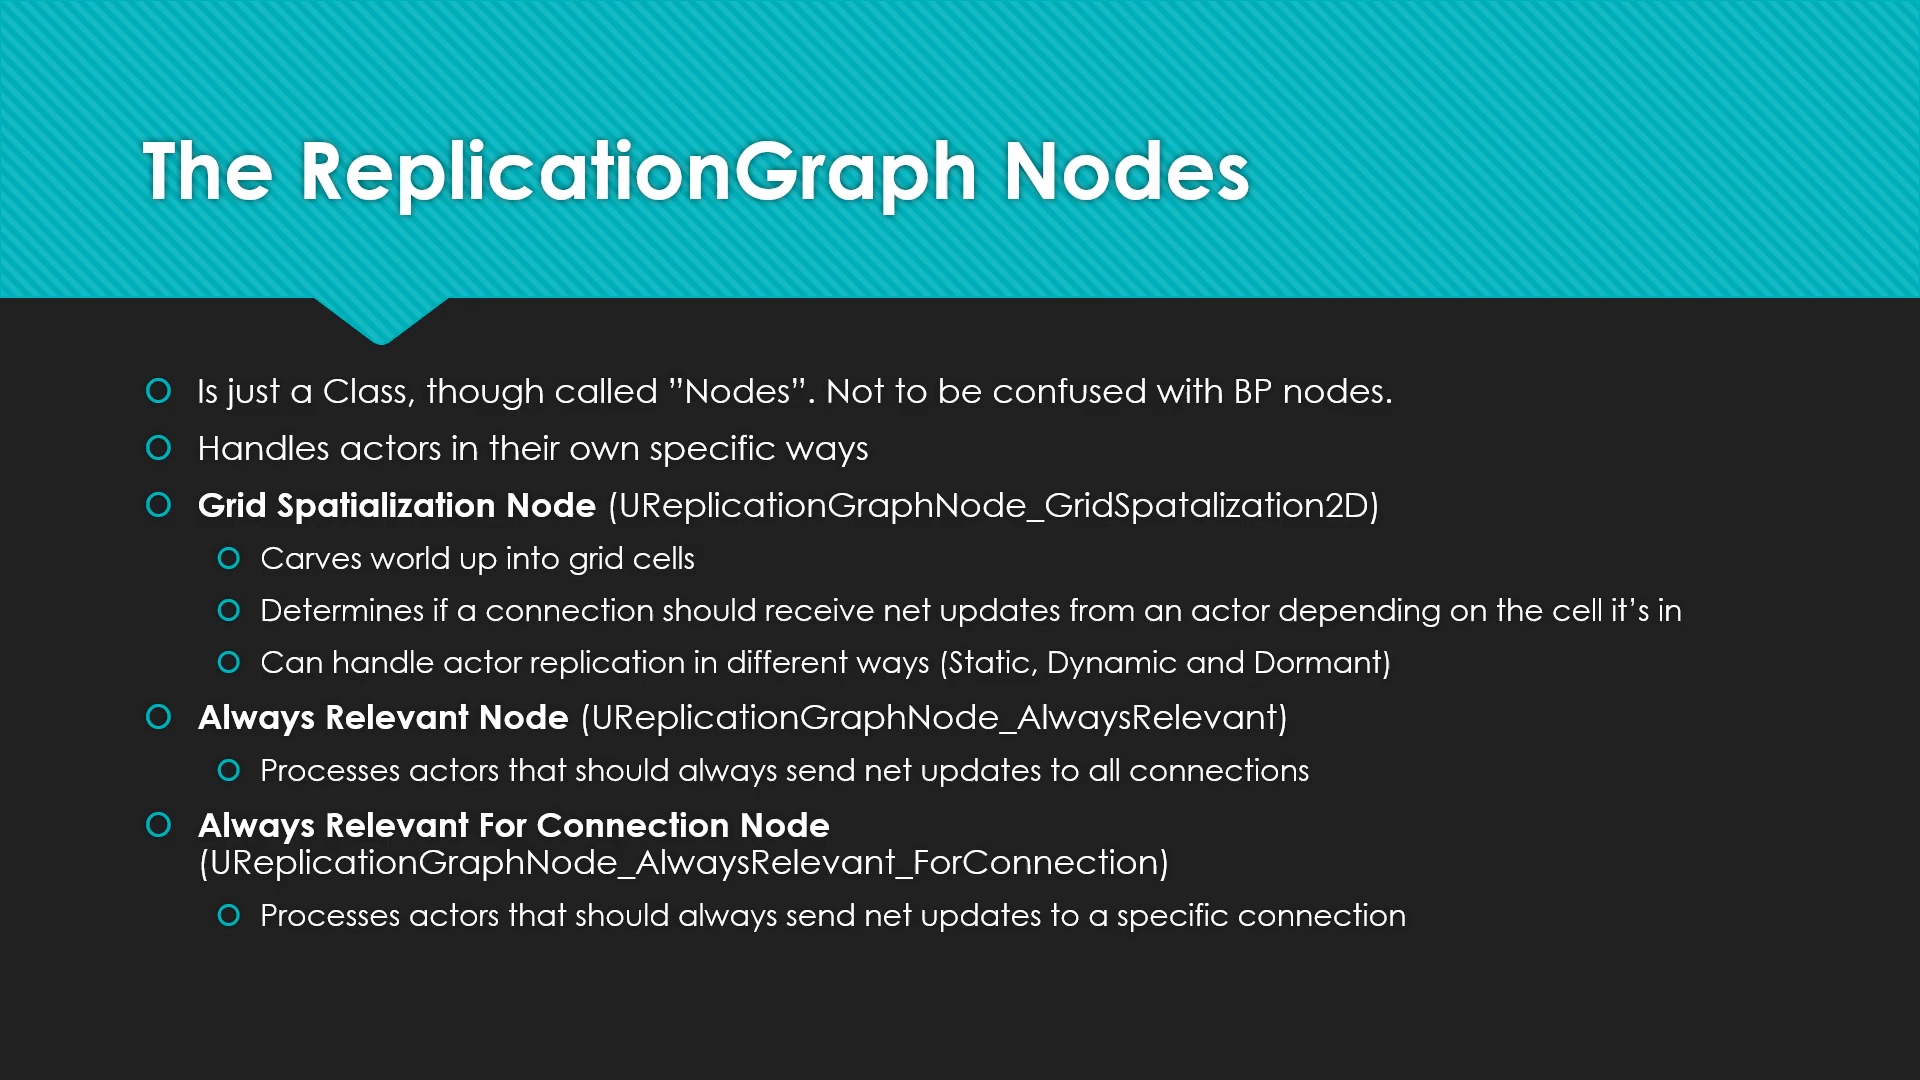 The ReplicationGraph Nodes
Is just a Class, though called ”Nodes”. Not to be confused with BP nodes.
Handles actors in their own specific ways
Grid Spatialization Node (UReplicationGraphNode_GridSpatalization2D)
Carves world up into grid cells
Determines if a connection should receive net updates from an actor depending on the cell it’s in
Can handle actor replication in different ways (Static, Dynamic and Dormant)
Always Relevant Node (UReplicationGraphNode_AlwaysRelevant)
Processes actors that should always send net updates to all connections
Always Relevant For Connection Node
(UReplicationGraphNode_AlwaysRelevant_ForConnection)
Processes actors that should always send net updates to a specific connection